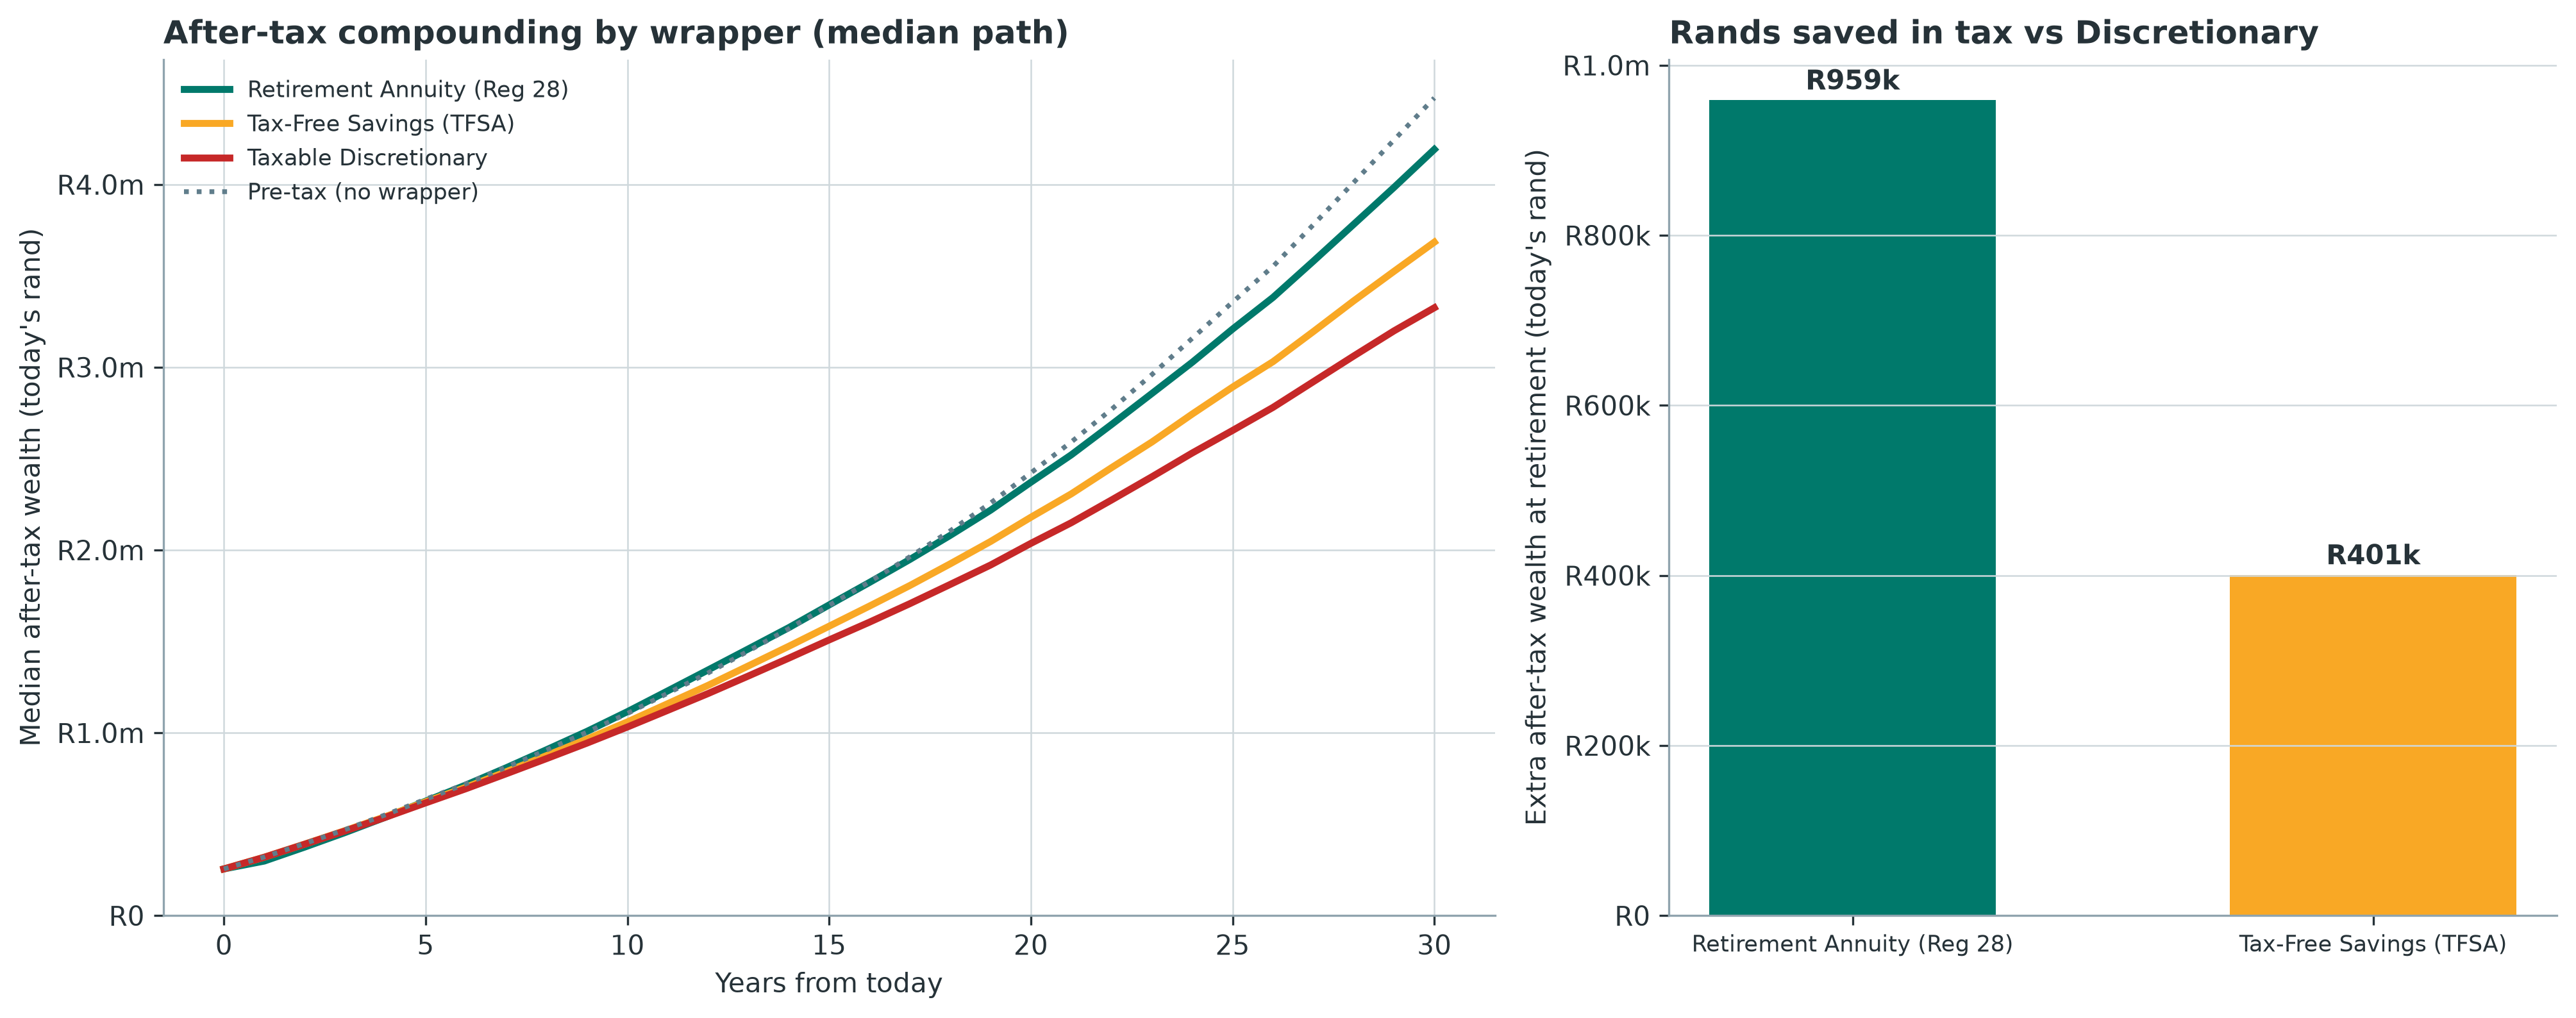 After-tax compounding by wrapper (median path)
Retirement Annuity (Reg 28)
Tax-Free Savings (TFSA)
Taxable Discretionary
Pre-tax (no wrapper)
Median after-tax wealth (today's rand)
R4.0m
R3.0m
R2.0m
R1.0m
R0
0 5 10 15 20 25 30
Years from today
Rands saved in tax vs Discretionary
Extra after-tax wealth at retirement (today's rand)
R1.0m
R800k
R600k
R400k
R200k
R0
R959k
R401k
Retirement Annuity (Reg 28) Tax-Free Savings (TFSA)